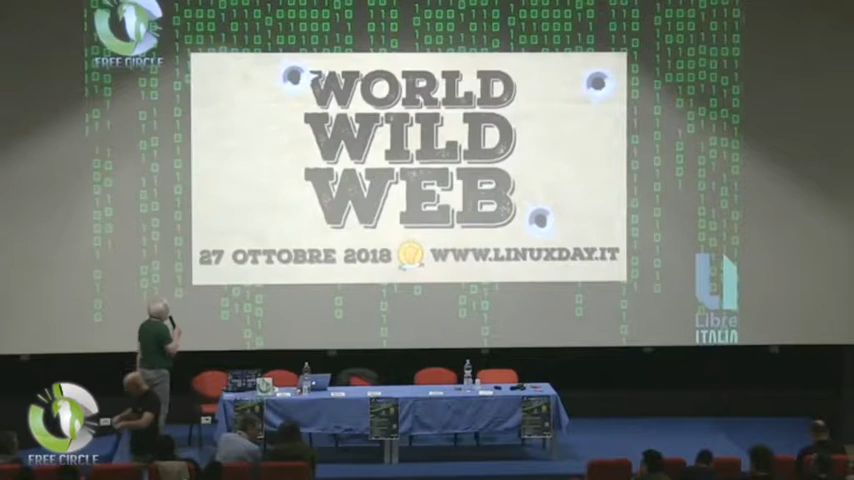 FREE CIRCLE
WORLD
WILD
WEB
27 OTTOBRE 2018 WWW.LINUXDAY.IT
Libre
ITALIA
FREE CIRCLE